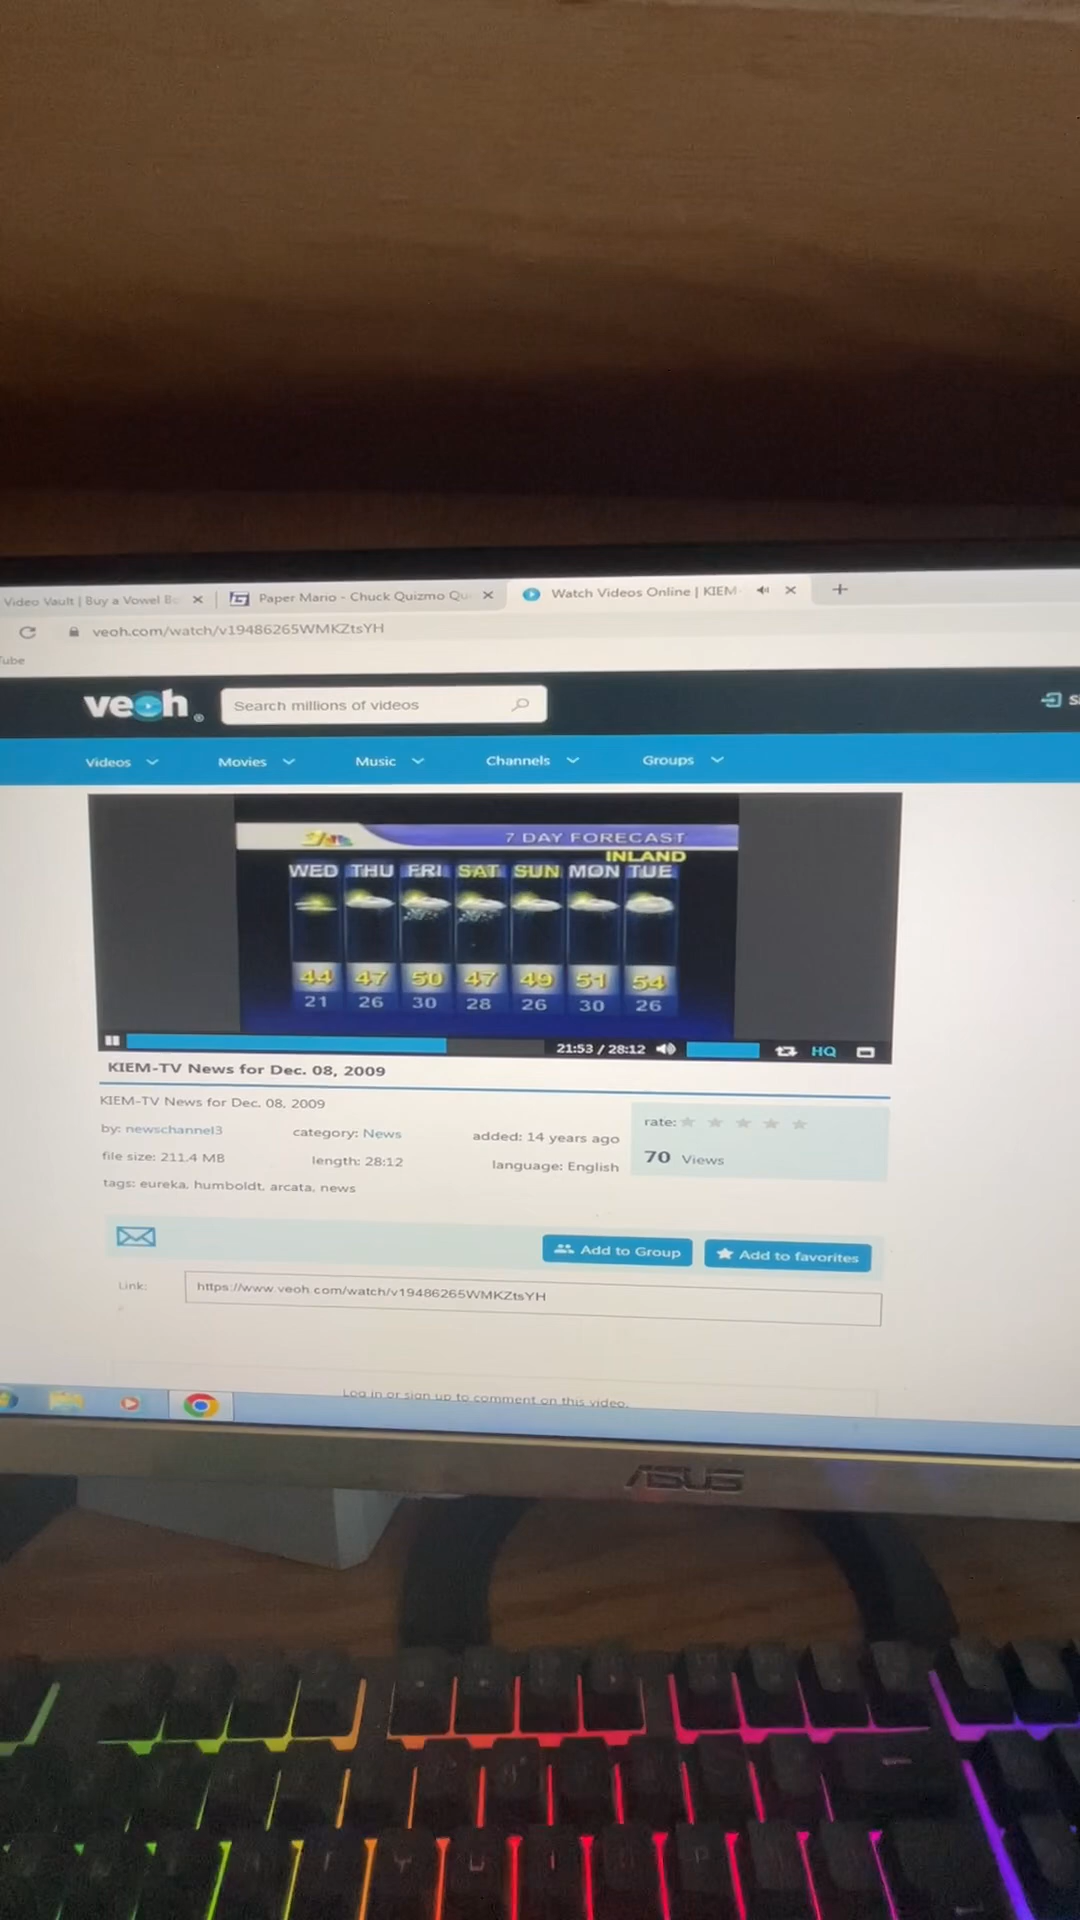 Video Vault | Buy a Vowel Bo
Paper Mario - Chuck Quizmo Qu
Watch Videos Online | KIEM
veoh.com/watch/v19486265WMKZtsYH
Tube
veoh
Search millions of videos
Videos
Movies
Music
Channels
Groups
7 DAY FORECAST
INLAND
WED THU FRI SAT SUN MON TUE
44 47 50 47 49 51 54
21 26 30 28 26 30 26
21:53 / 28:12
HQ
KIEM-TV News for Dec. 08, 2009
KIEM-TV News for Dec. 08, 2009
by: newschannel3 category: News added: 14 years ago
file size: 211.4 MB length: 28:12 language: English
rate:
70 Views
tags: eureka, humboldt, arcata, news
Add to Group
Add to favorites
Link:
https://www.veoh.com/watch/v19486265WMKZtsYH
Log in or sign up to comment on this video.
ASUS
Y U I P